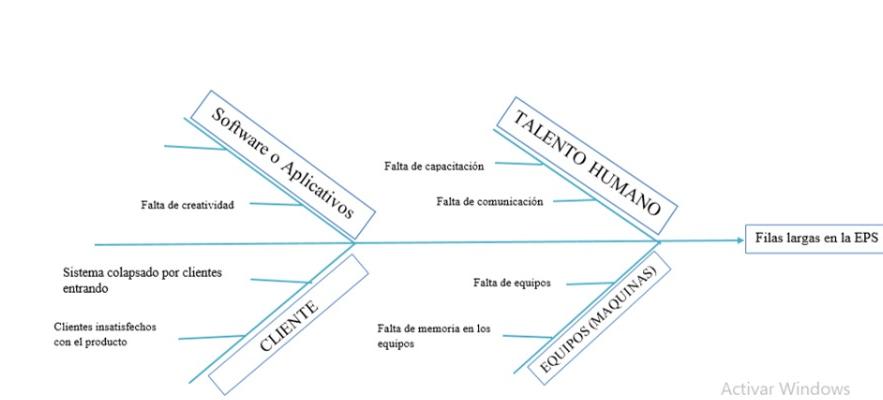 Software o Aplicativos
TALENTO HUMANO
Falta de capacitación
Falta de creatividad
Falta de comunicación
Filas largas en la EPS
Sistema colapsado por clientes
entrando
Falta de equipos
Clientes insatisfechos
con el producto
CLIENTE
Falta de memoria en los
equipos
EQUIPOS (MAQUINAS)
Activar Windows